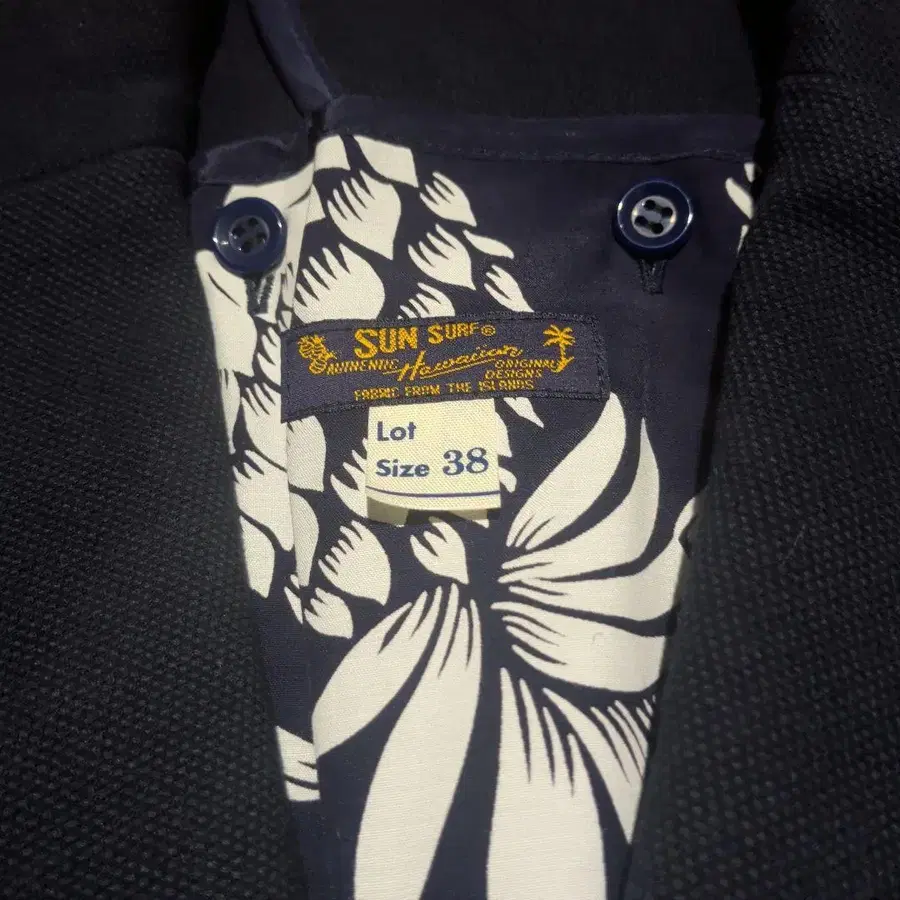 SUN SURF®
AUTHENTIC Hawaiian ORIGINAL
DESIGNS
FABRIC FROM THE ISLANDS
Lot
Size 38